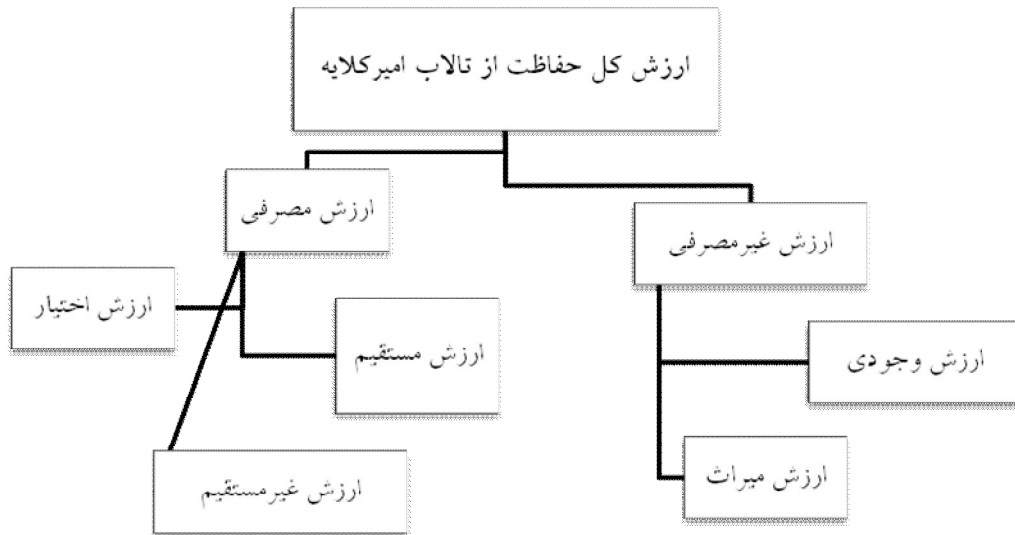 ارزش کل حفاظت از تالاب امیرکلایه
ارزش مصرفی
ارزش غیرمصرفی
ارزش اختیار
ارزش مستقیم
ارزش وجودی
ارزش غیرمستقیم
ارزش میراث